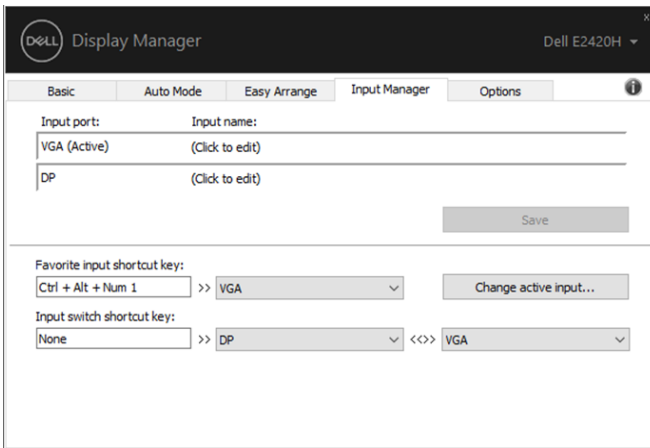 DELL Display Manager Dell E2420H
Basic Auto Mode Easy Arrange Input Manager Options
Input port: Input name:
VGA (Active) (Click to edit)
DP (Click to edit)
Save
Favorite input shortcut key:
Ctrl + Alt + Num 1 >> VGA Change active input...
Input switch shortcut key:
None >> DP <<>> VGA